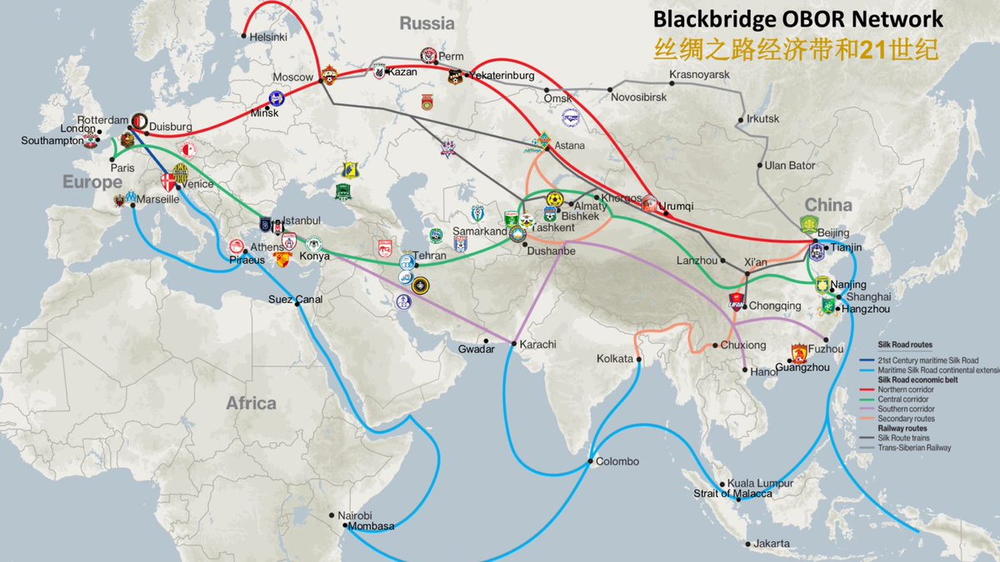 Blackbridge OBOR Network
丝绸之路经济带和21世纪
Russia
Helsinki
Perm
Moscow
Kazan
Yekaterinburg
Krasnoyarsk
Omsk
Novosibirsk
Minsk
Irkutsk
Rotterdam
London
Duisburg
Southampton
Astana
Ulan Bator
Paris
Europe
Venice
Marseille
Khorgos
Almaty
Urumqi
China
Bishkek
Istanbul
Samarkand
Tashkent
Beijing
Athens
Piraeus
Konya
Tehran
Dushanbe
Tianjin
Lanzhou
Xi'an
Nanjing
Shanghai
Suez Canal
Chongqing
Hangzhou
LIFAN
Gwadar
Karachi
Chuxiong
Fuzhou
Kolkata
Hanoi
Guangzhou
Africa
Colombo
Kuala Lumpur
Strait of Malacca
Nairobi
Mombasa
Jakarta
Silk Road routes
21st Century maritime Silk Road
Maritime Silk Road continental extensi
Silk Road economic belt
Northern corridor
Central corridor
Southern corridor
Secondary routes
Railway routes
Silk Route trains
Trans-Siberian Railway